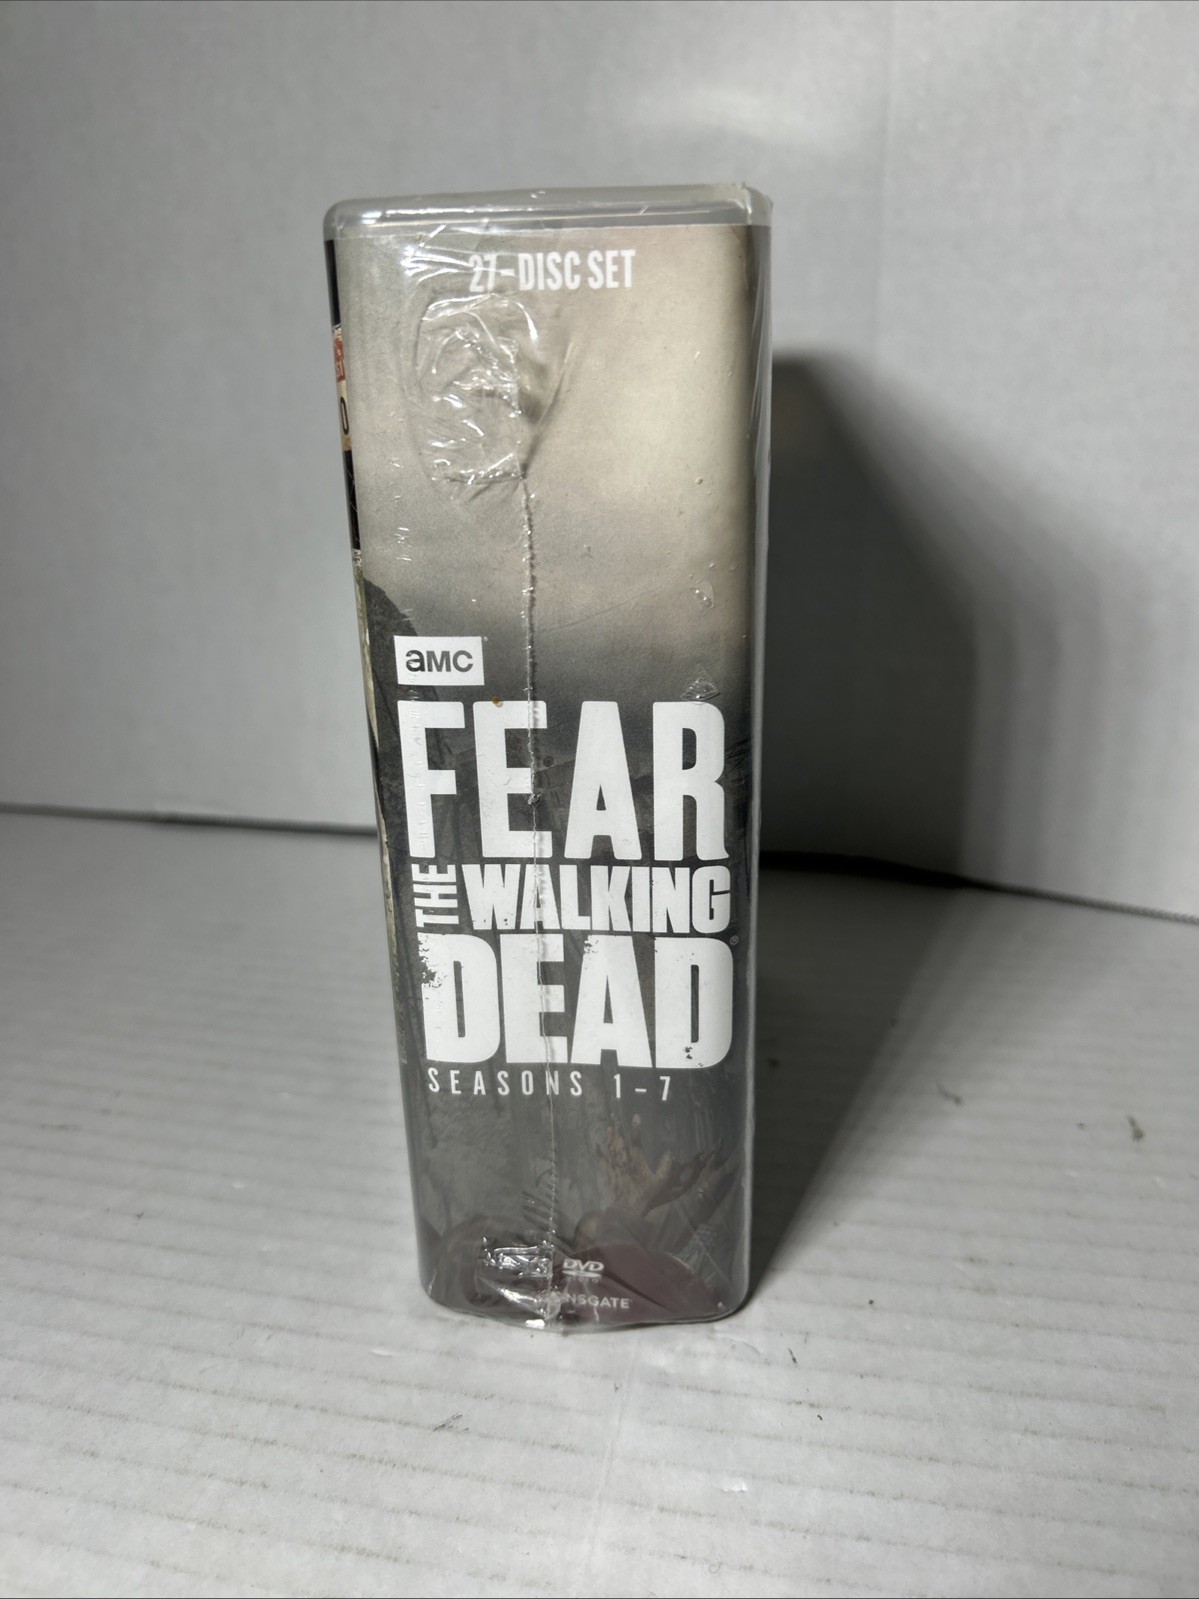 27-DISC SET
aMC
FEAR
THE WALKING
DEAD®
SEASONS 1-7
DVD